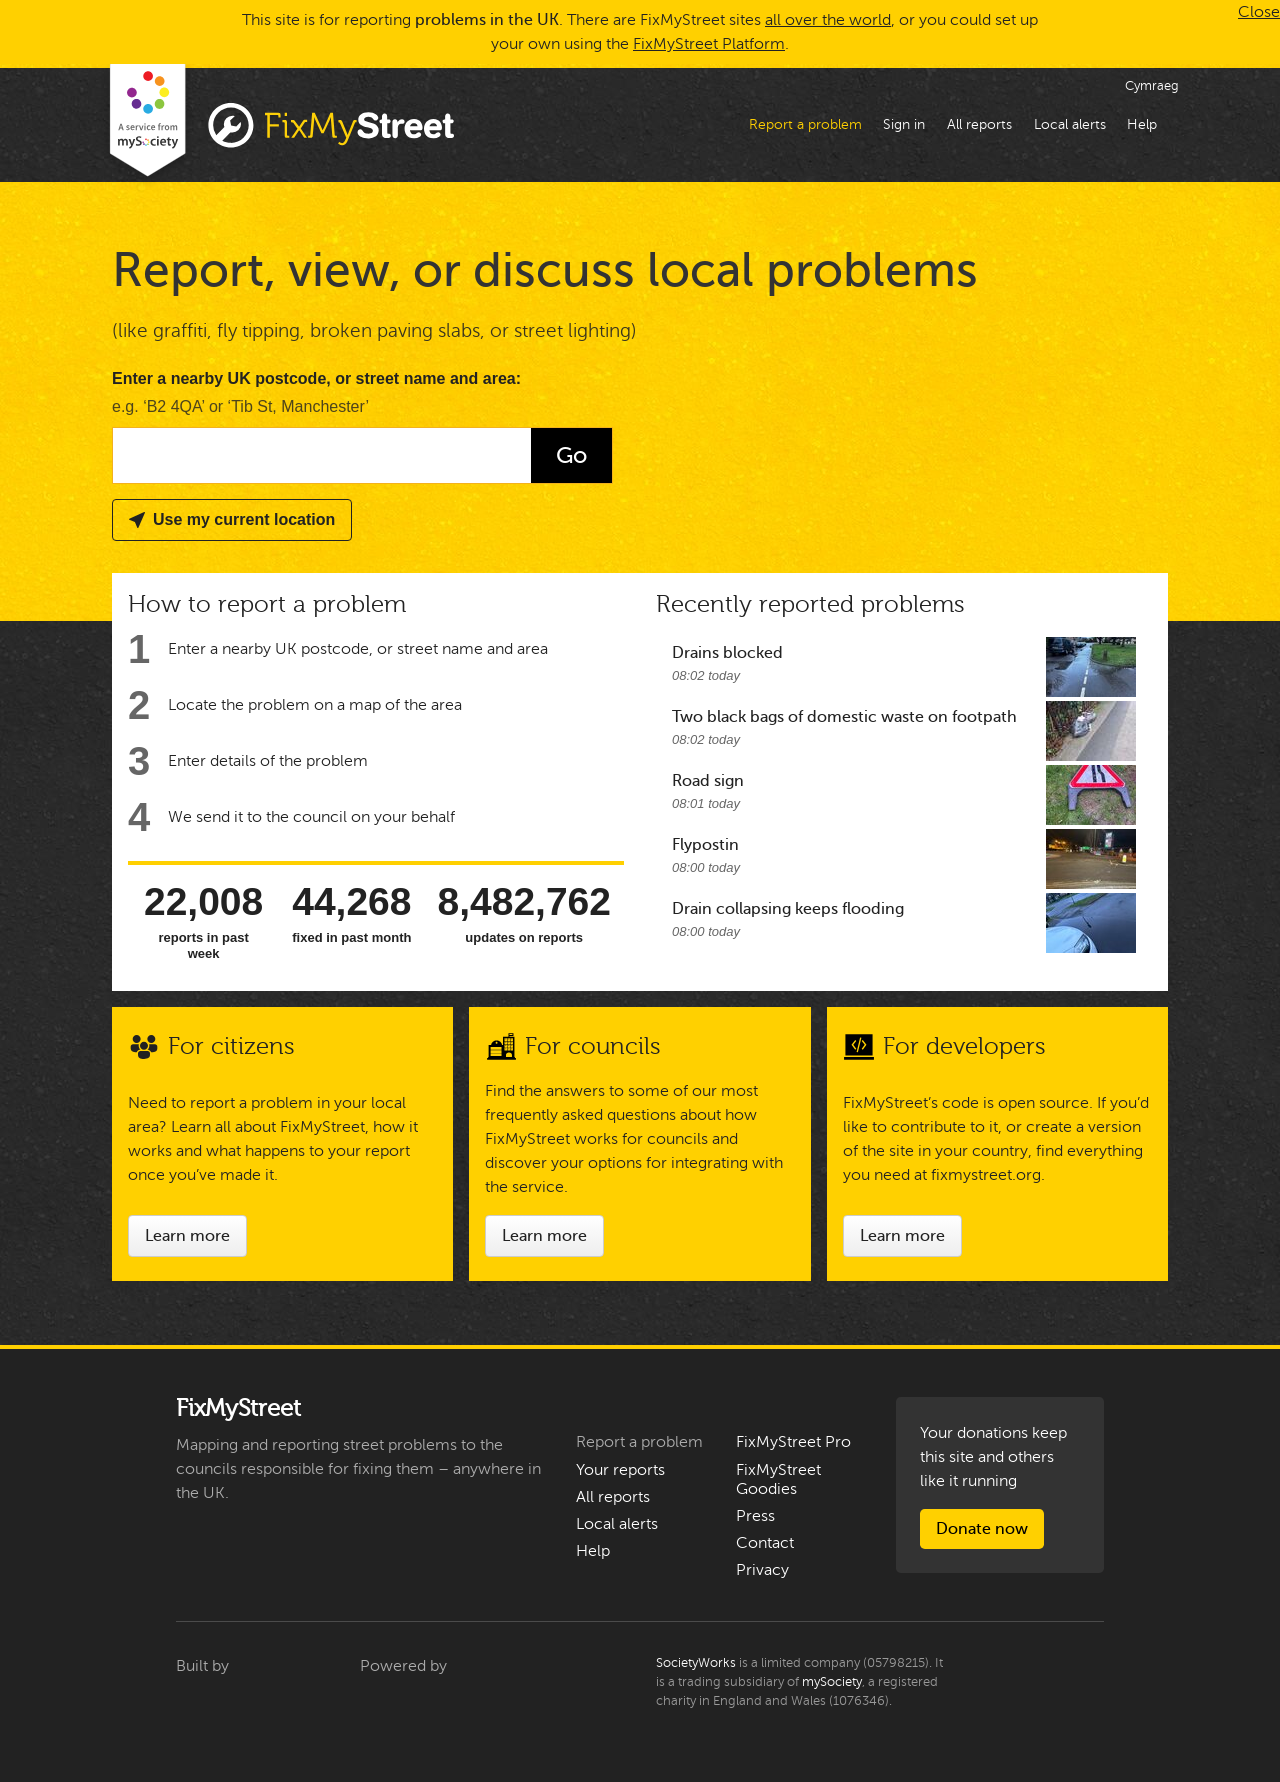 This site is for reporting problems in the UK. There are FixMyStreet sites all over the world, or you could set up
your own using the FixMyStreet Platform.
Close
Cymraeg
A service from
mySociety
FixMyStreet
Report a problem
Sign in
All reports
Local alerts
Help
Report, view, or discuss local problems
(like graffiti, fly tipping, broken paving slabs, or street lighting)
Enter a nearby UK postcode, or street name and area:
e.g. ‘B2 4QA’ or ‘Tib St, Manchester’
Go
Use my current location
How to report a problem
1 Enter a nearby UK postcode, or street name and area
2 Locate the problem on a map of the area
3 Enter details of the problem
4 We send it to the council on your behalf
22,008
reports in past
week
44,268
fixed in past month
8,482,762
updates on reports
Recently reported problems
Drains blocked
08:02 today
Two black bags of domestic waste on footpath
08:02 today
Road sign
08:01 today
Flypostin
08:00 today
Drain collapsing keeps flooding
08:00 today
For citizens
Need to report a problem in your local
area? Learn all about FixMyStreet, how it
works and what happens to your report
once you’ve made it.
Learn more
For councils
Find the answers to some of our most
frequently asked questions about how
FixMyStreet works for councils and
discover your options for integrating with
the service.
Learn more
For developers
FixMyStreet’s code is open source. If you’d
like to contribute to it, or create a version
of the site in your country, find everything
you need at fixmystreet.org.
Learn more
FixMyStreet
Mapping and reporting street problems to the
councils responsible for fixing them – anywhere in
the UK.
Report a problem
Your reports
All reports
Local alerts
Help
FixMyStreet Pro
FixMyStreet
Goodies
Press
Contact
Privacy
Your donations keep
this site and others
like it running
Donate now
Built by
Powered by
SocietyWorks is a limited company (05798215). It
is a trading subsidiary of mySociety, a registered
charity in England and Wales (1076346).